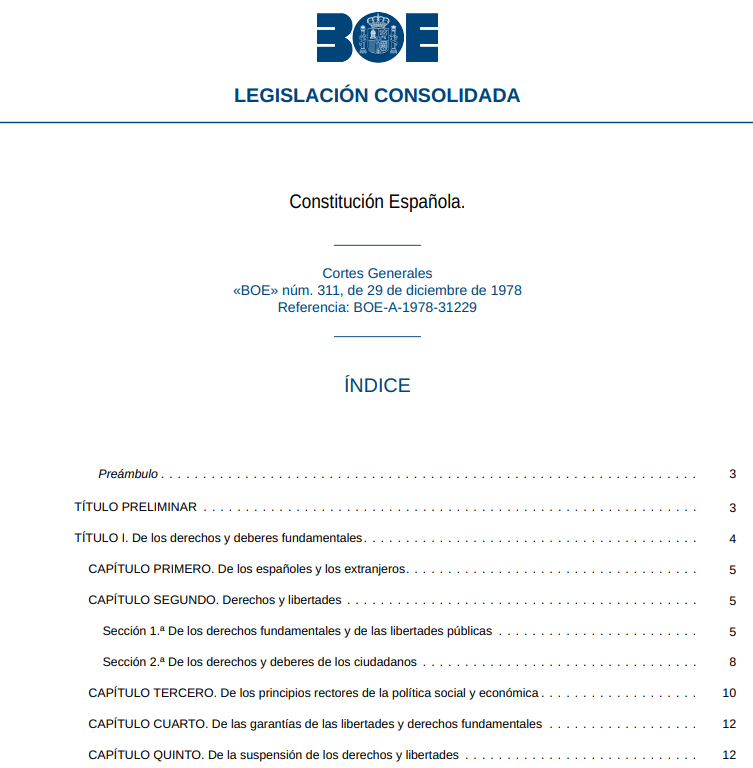 BOE
LEGISLACIÓN CONSOLIDADA
Constitución Española.
Cortes Generales
«BOE» núm. 311, de 29 de diciembre de 1978
Referencia: BOE-A-1978-31229
ÍNDICE
Preámbulo . . . . . . . . . . . . . . . . . . . . . . . . . . . . . . . . . . . . . . . . 3
TÍTULO PRELIMINAR . . . . . . . . . . . . . . . . . . . . . . . . . . . . . . . . . . . . 3
TÍTULO I. De los derechos y deberes fundamentales . . . . . . . . . . . . . . . . . . . . . . . . 4
CAPÍTULO PRIMERO. De los españoles y los extranjeros . . . . . . . . . . . . . . . . . . . . . . 5
CAPÍTULO SEGUNDO. Derechos y libertades . . . . . . . . . . . . . . . . . . . . . . . . . . 5
Sección 1.ª De los derechos fundamentales y de las libertades públicas . . . . . . . . . . . . . . . 5
Sección 2.ª De los derechos y deberes de los ciudadanos . . . . . . . . . . . . . . . . . . . . 8
CAPÍTULO TERCERO. De los principios rectores de la política social y económica . . . . . . . . . . . . 10
CAPÍTULO CUARTO. De las garantías de las libertades y derechos fundamentales . . . . . . . . . . . . 12
CAPÍTULO QUINTO. De la suspensión de los derechos y libertades . . . . . . . . . . . . . . . . . 12